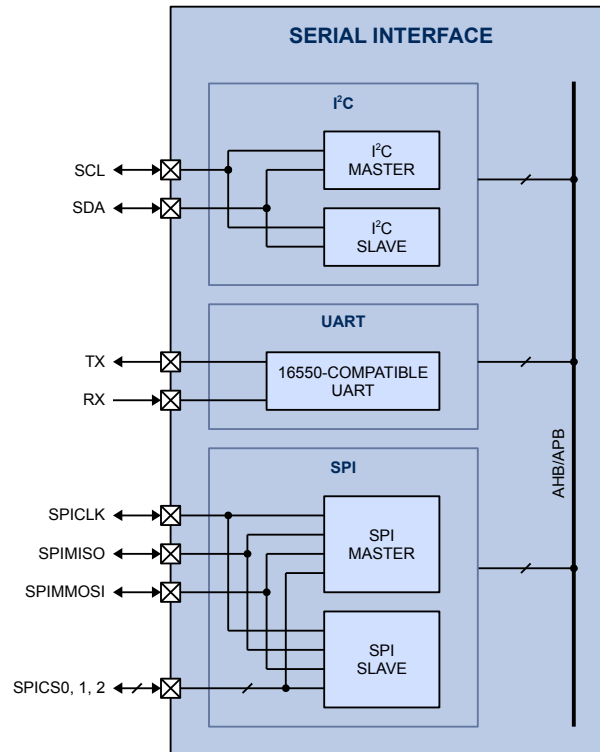 SERIAL INTERFACE
I²C
SCL
SDA
I²C
MASTER
I²C
SLAVE
UART
TX
RX
16550-COMPATIBLE
UART
AHB/APB
SPI
SPICLK
SPIMISO
SPIMMOSI
SPICS0, 1, 2
SPI
MASTER
SPI
SLAVE